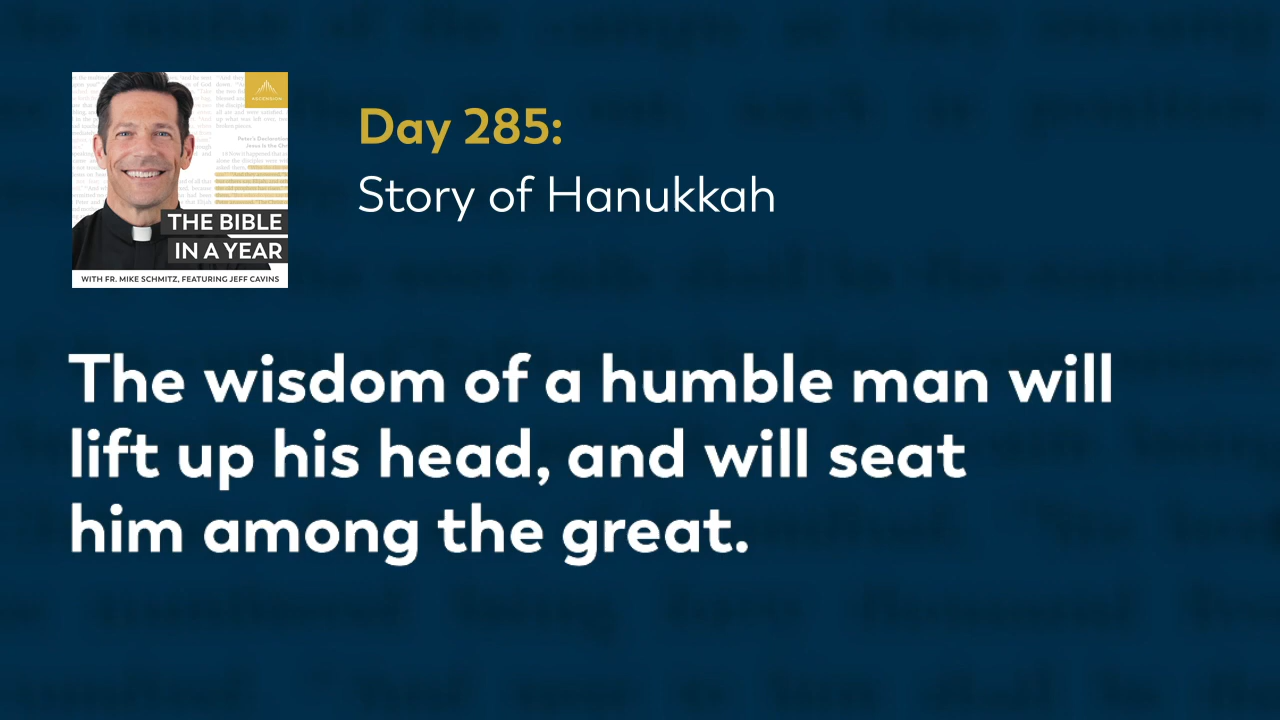 ASCENSION
THE BIBLE
IN A YEAR
WITH FR. MIKE SCHMITZ, FEATURING JEFF CAVINS
Day 285:
Story of Hanukkah
The wisdom of a humble man will
lift up his head, and will seat
him among the great.